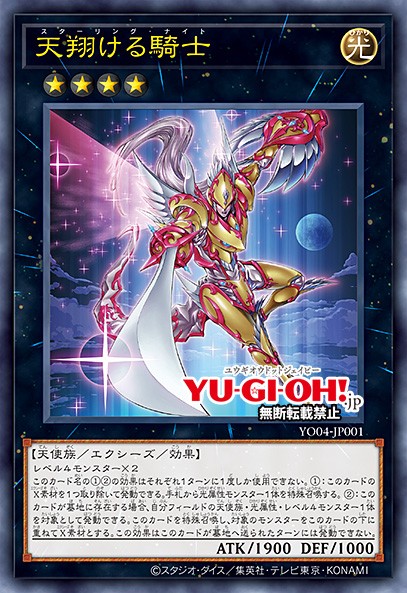 スターリング・ナイト
天翔ける騎士
ひかり
光
ユウギオウドットジェイピー
YU-GI-OH!.jp
無断転載禁止
YO04-JP001
【天使族／エクシーズ／効果】
レベル４モンスター×２
このカード名の①②の効果はそれぞれ１ターンに１度しか使用できない。①：このカードの
Ｘ素材を１つ取り除いて発動できる。手札から光属性モンスター１体を特殊召喚する。②：この
カードが墓地に存在する場合、自分フィールドの天使族・光属性・レベル４モンスター１体
を対象として発動できる。このカードを特殊召喚し、対象のモンスターをこのカードの下に
重ねてＸ素材とする。この効果はこのカードが墓地へ送られたターンには発動できない。
ATK/1900 DEF/1000
©スタジオ・ダイス／集英社・テレビ東京・KONAMI